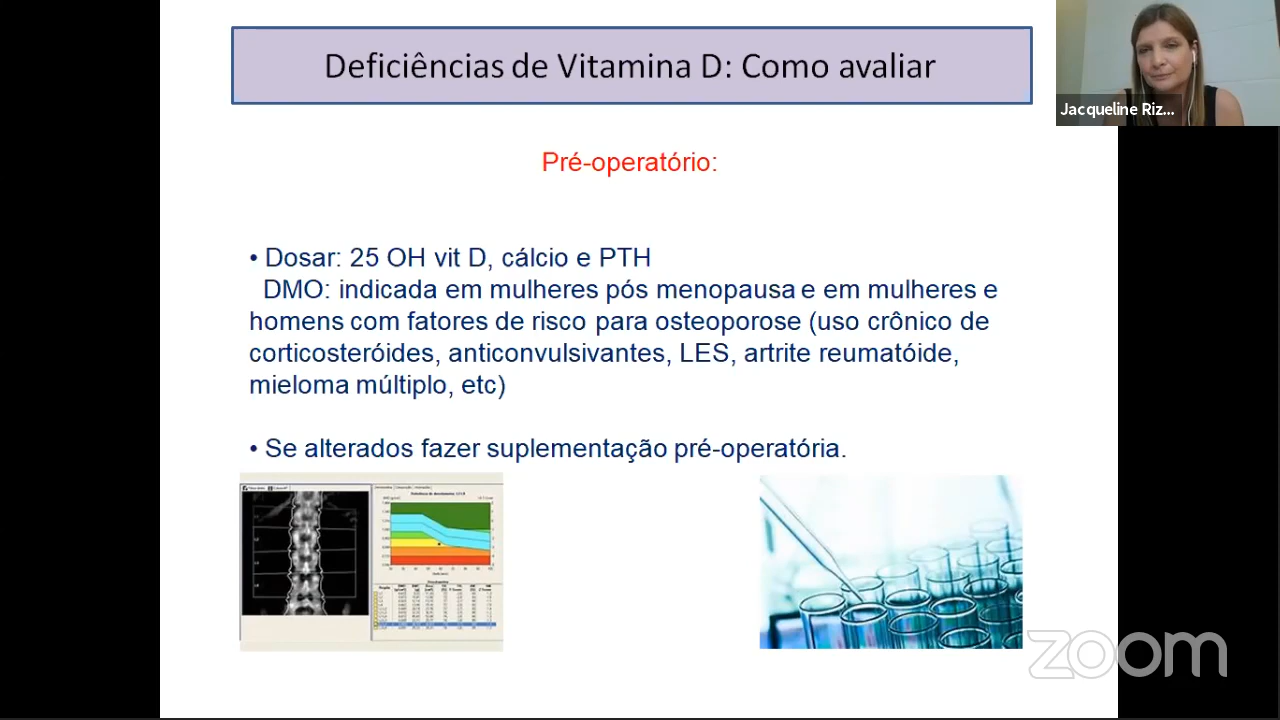 Deficiências de Vitamina D: Como avaliar
Jacqueline Riz...
Pré-operatório:
• Dosar: 25 OH vit D, cálcio e PTH
DMO: indicada em mulheres pós menopausa e em mulheres e
homens com fatores de risco para osteoporose (uso crônico de
corticosteróides, anticonvulsivantes, LES, artrite reumatóide,
mieloma múltiplo, etc)
• Se alterados fazer suplementação pré-operatória.
zoom